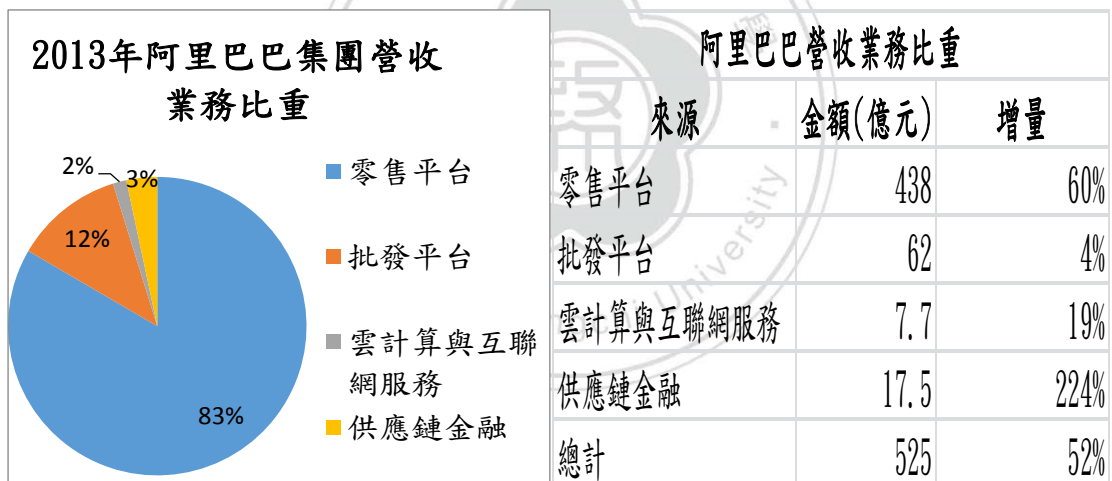 2013年阿里巴巴集團營收
業務比重
2%
3%
12%
83%
零售平台
批發平台
雲計算與互聯
網服務
供應鏈金融
阿里巴巴營收業務比重
來源 金額(億元) 增量
零售平台 438 60%
批發平台 62 4%
雲計算與互聯網服務 7.7 19%
供應鏈金融 17.5 224%
總計 525 52%